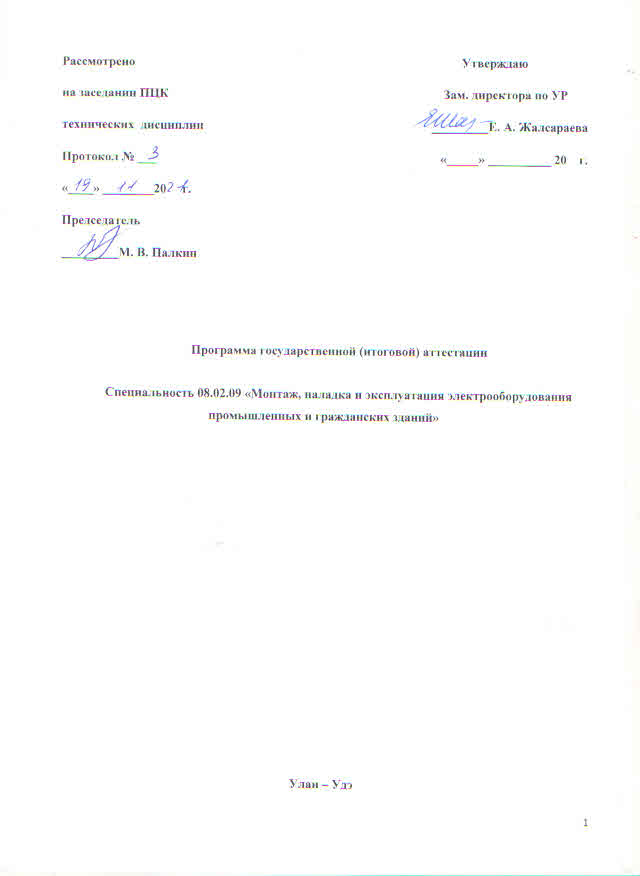 Рассмотрено
на заседании ПЦК
технических дисциплин
Протокол № 3
«19» 11 202 г.
Председатель
М. В. Палкин
Утверждаю
Зам. директора по УР
Е. А. Жалсараева
«_____» __________ 20 г.
Программа государственной (итоговой) аттестации
Специальность 08.02.09 «Монтаж, наладка и эксплуатация электрооборудования
промышленных и гражданских зданий»
Улан – Удэ
1